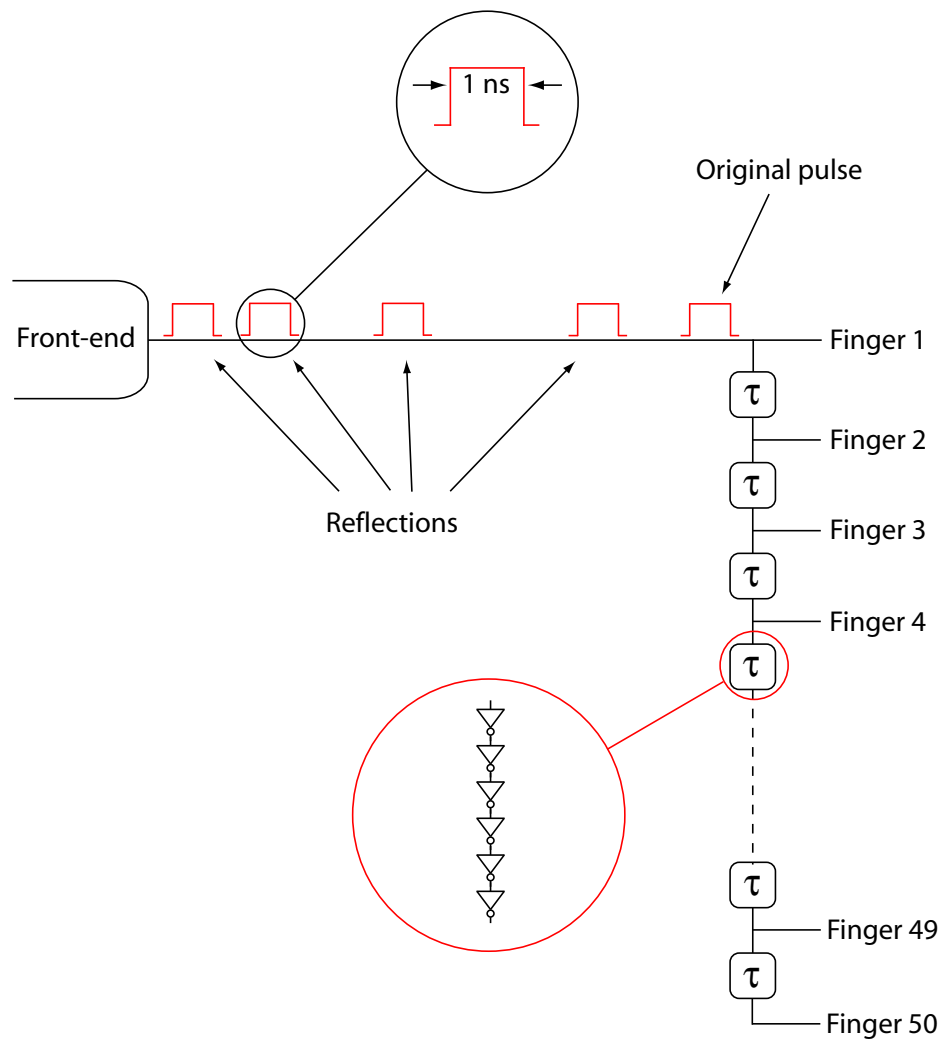 1 ns
Original pulse
Front-end
Finger 1
τ
Finger 2
τ
Finger 3
Reflections
τ
Finger 4
τ
τ
Finger 49
τ
Finger 50